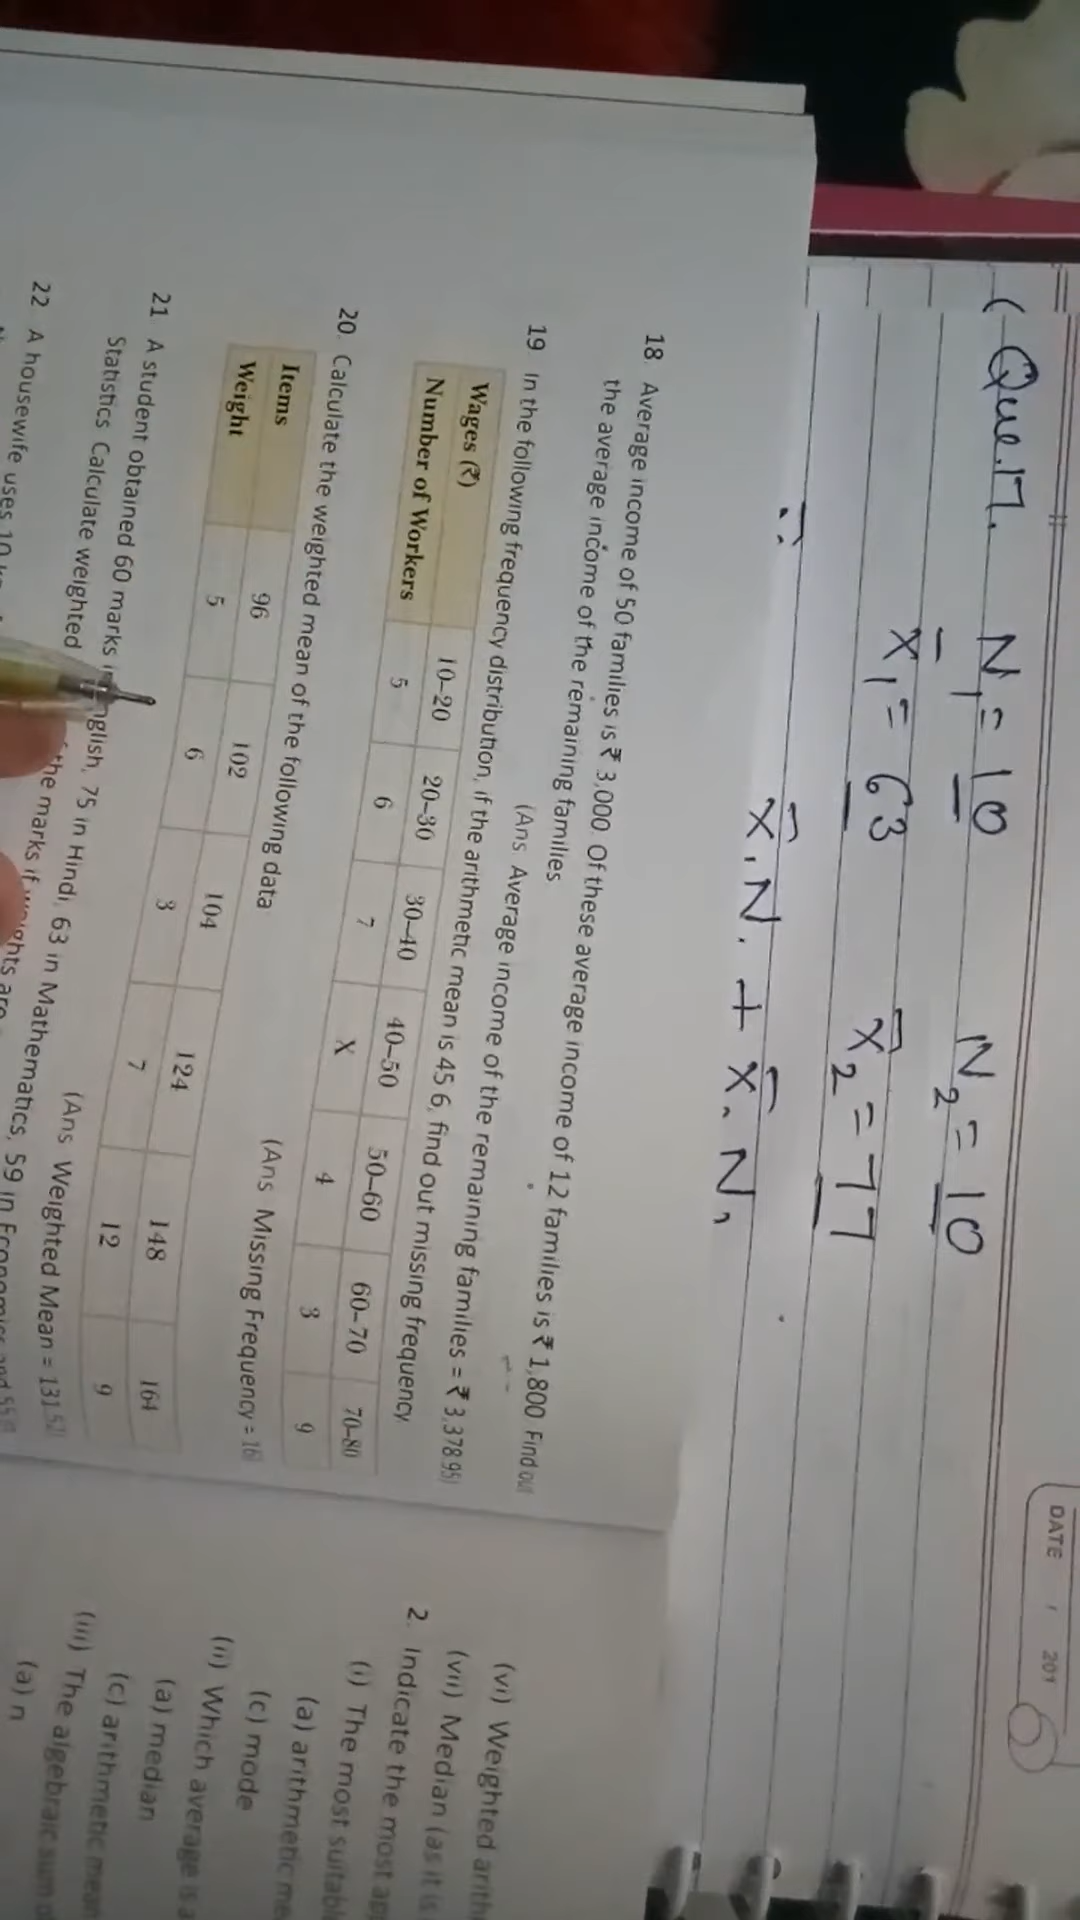 DATE / 201
( Que.17. N₁ = 10 N₂ = 10
X̄₁ = 63 X̄₂ = 77
∴ X̄, N, + X̄, N,
18. Average income of 50 families is ₹ 3,000. Of these average income of 12 families is ₹ 1,800. Find out
the average income of the remaining families
(Ans. Average income of the remaining families = ₹ 3,378.95)
19 In the following frequency distribution, if the arithmetic mean is 45.6, find out missing frequency
Wages (₹) 10–20 20–30 30–40 40–50 50–60 60–70 70–80
Number of Workers 5 6 7 X 4 3 9
(Ans Missing Frequency = 16)
20. Calculate the weighted mean of the following data
Items 96 102 104 124 148 164
Weight 5 6 3 7 12 9
(Ans Weighted Mean = 131.52)
21. A student obtained 60 marks in English, 75 in Hindi, 63 in Mathematics, 59 in Economics and 55 in
Statistics Calculate weighted the marks if weights are
22 A housewife uses 10
(vi) Weighted arith
(vii) Median (as it is
2. Indicate the most ap
(i) The most suitabl
(a) arithmetic me
(c) mode
(ii) Which average is a
(a) median
(c) arithmetic mean
(iii) The algebraic sum o
(a) n